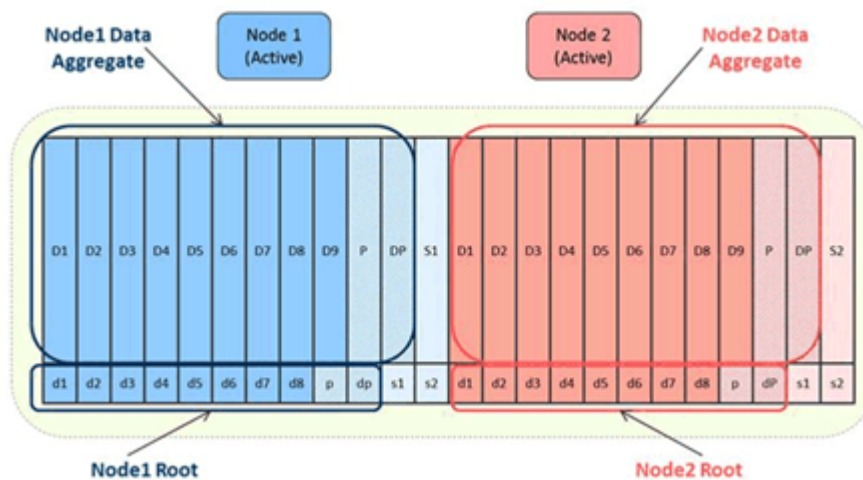 Node1 Data
Aggregate
Node 1
(Active)
Node 2
(Active)
Node2 Data
Aggregate
D1 D2 D3 D4 D5 D6 D7 D8 D9 P DP S1 D1 D2 D3 D4 D5 D6 D7 D8 D9 P DP S2
d1 d2 d3 d4 d5 d6 d7 d8 p dp s1 s2 d1 d2 d3 d4 d5 d6 d7 d8 p dP s1 s2
Node1 Root
Node2 Root